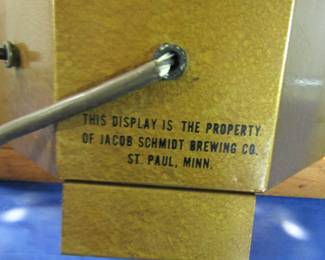 THIS DISPLAY IS THE PROPERTY
OF JACOB SCHMIDT BREWING CO.
ST. PAUL, MINN.